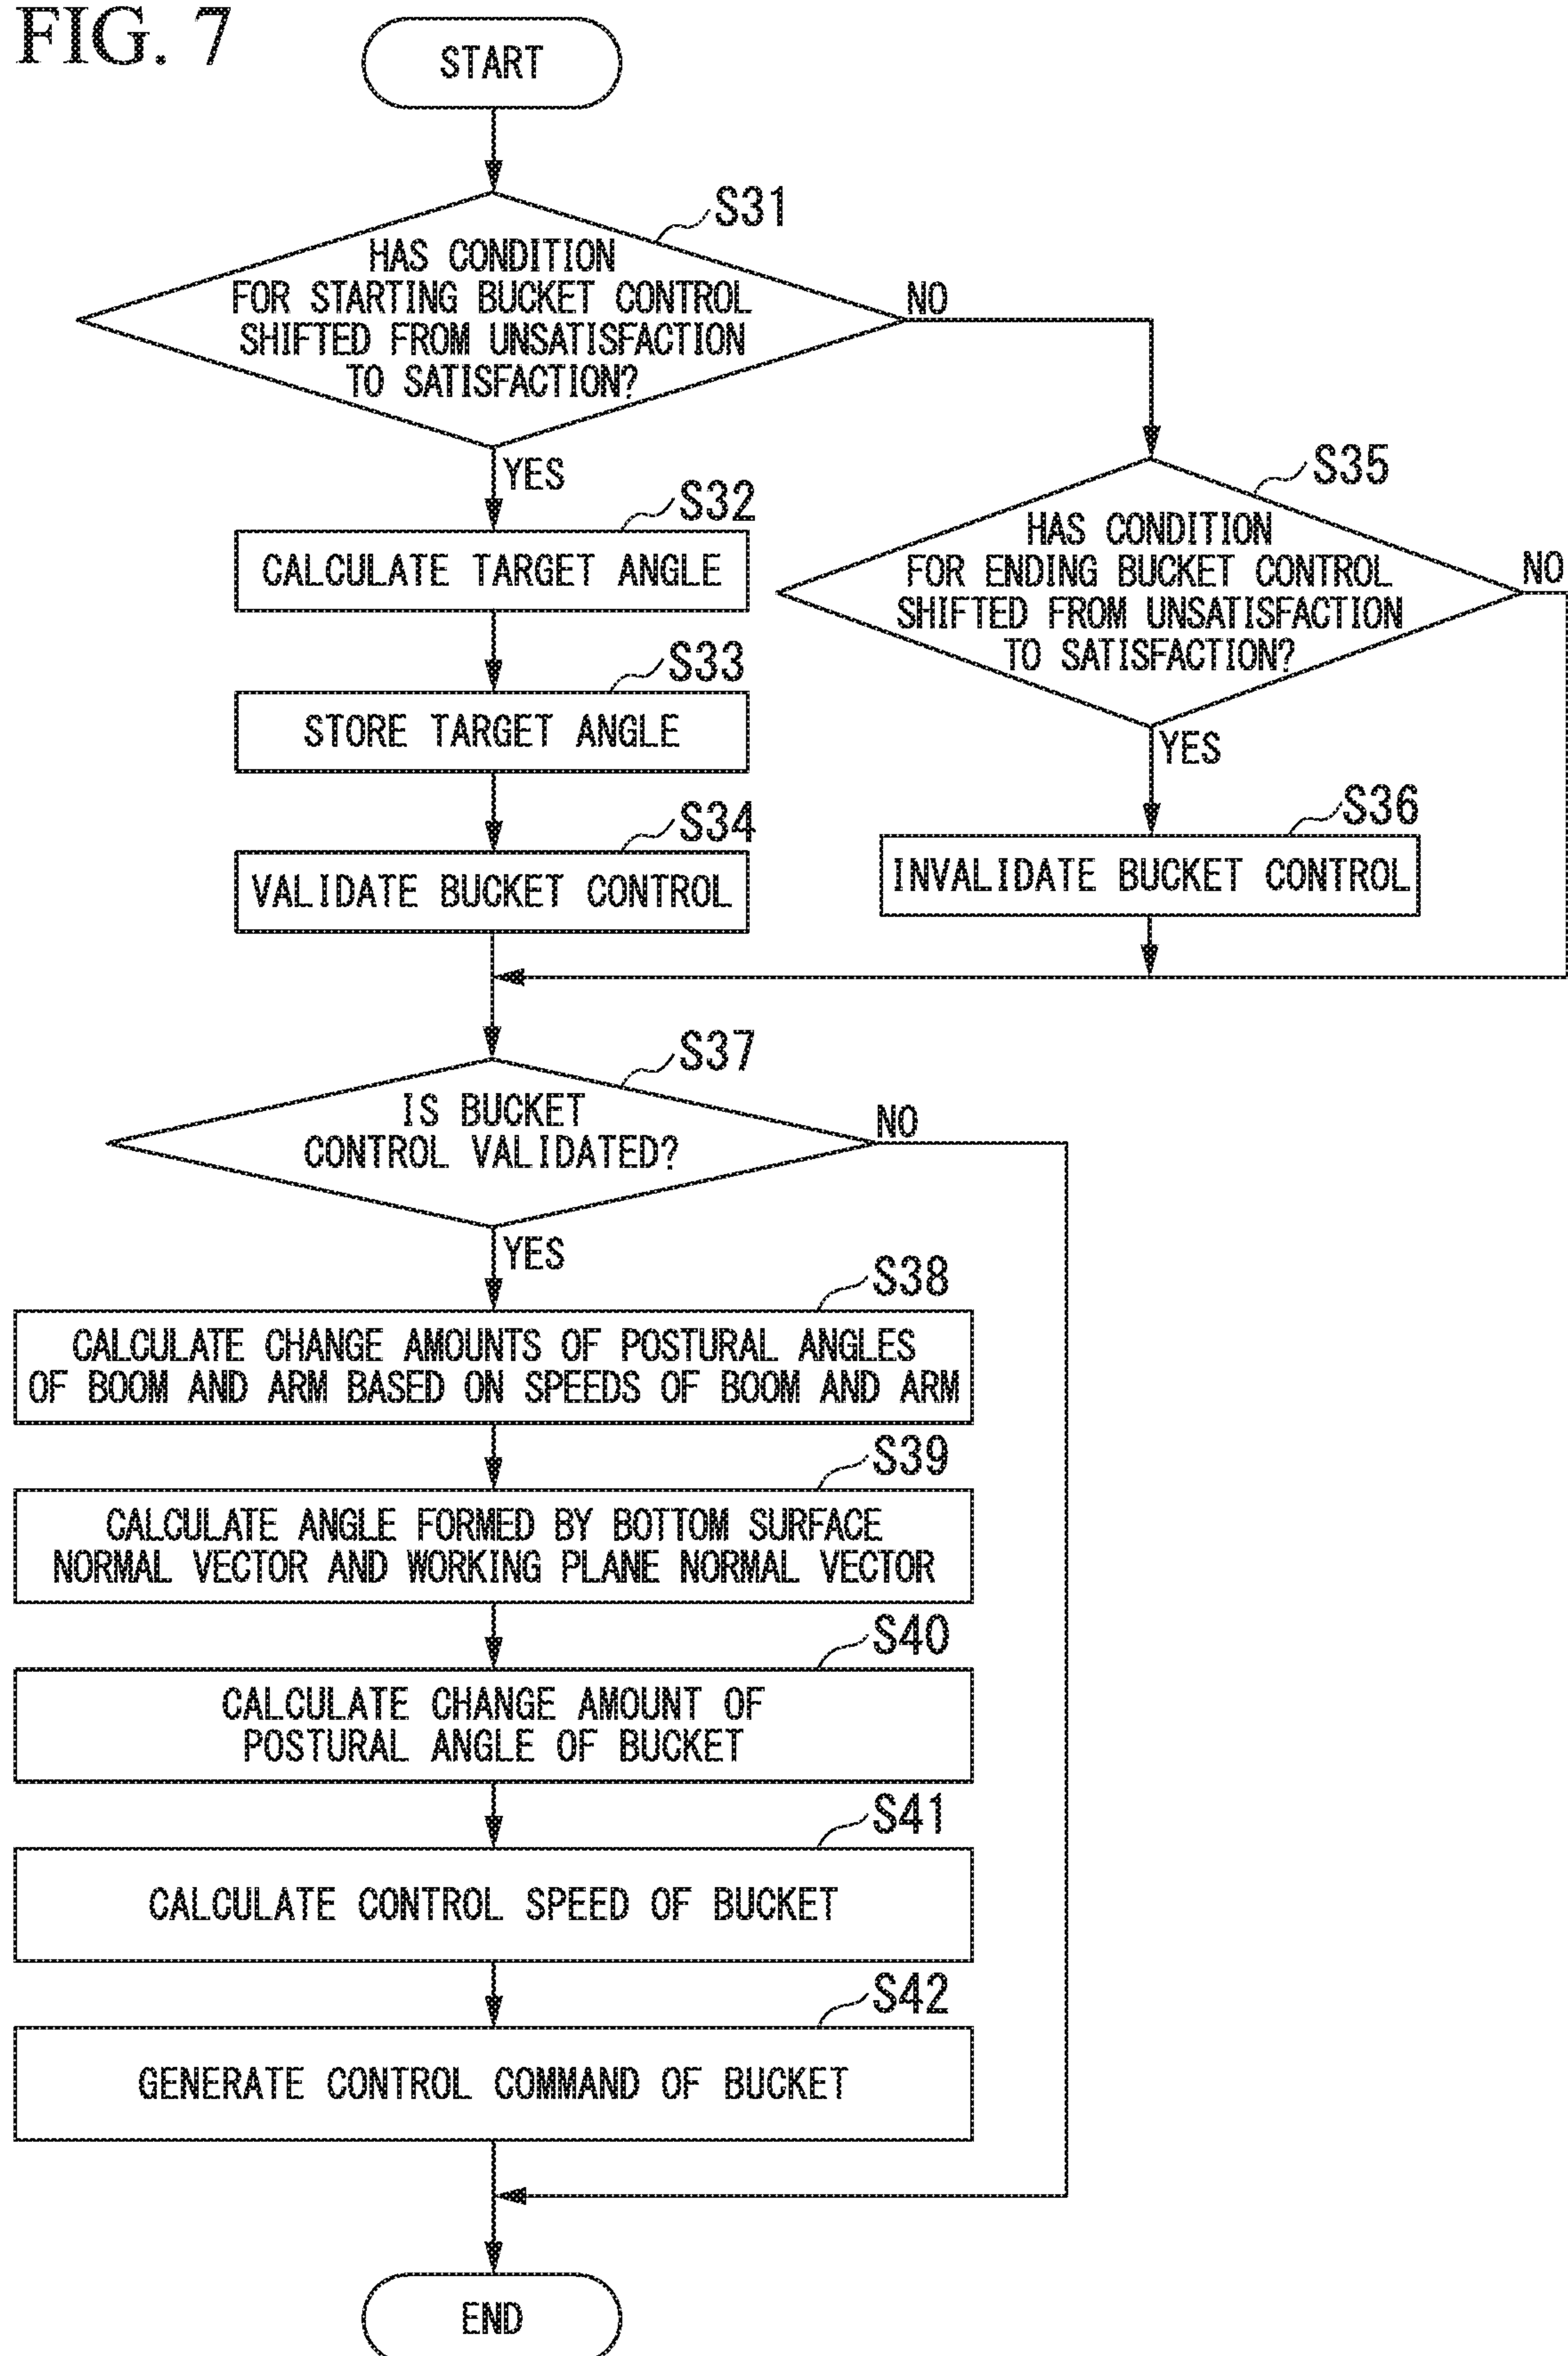 FIG. 7
START
S31
HAS CONDITION
FOR STARTING BUCKET CONTROL
SHIFTED FROM UNSATISFACTION
TO SATISFACTION?
NO
YES
S32
CALCULATE TARGET ANGLE
S33
STORE TARGET ANGLE
S34
VALIDATE BUCKET CONTROL
S35
HAS CONDITION
FOR ENDING BUCKET CONTROL
SHIFTED FROM UNSATISFACTION
TO SATISFACTION?
NO
YES
S36
INVALIDATE BUCKET CONTROL
S37
IS BUCKET
CONTROL VALIDATED?
NO
YES
S38
CALCULATE CHANGE AMOUNTS OF POSTURAL ANGLES
OF BOOM AND ARM BASED ON SPEEDS OF BOOM AND ARM
S39
CALCULATE ANGLE FORMED BY BOTTOM SURFACE
NORMAL VECTOR AND WORKING PLANE NORMAL VECTOR
S40
CALCULATE CHANGE AMOUNT OF
POSTURAL ANGLE OF BUCKET
S41
CALCULATE CONTROL SPEED OF BUCKET
S42
GENERATE CONTROL COMMAND OF BUCKET
END